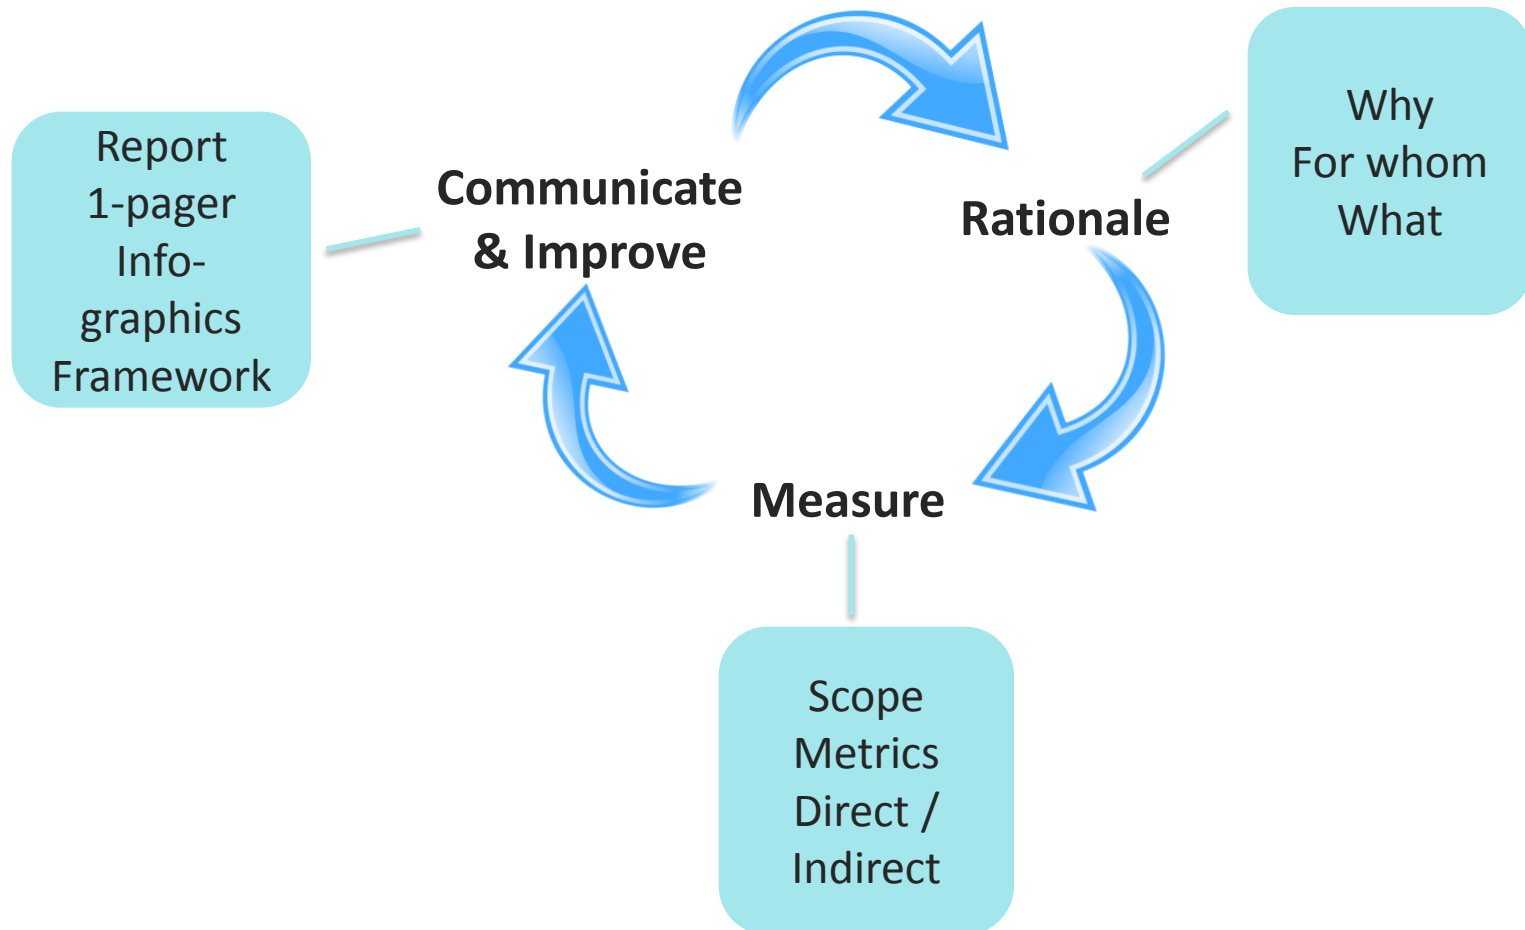 Report
1-pager
Info-
graphics
Framework
Communicate
& Improve
Rationale
Why
For whom
What
Measure
Scope
Metrics
Direct /
Indirect